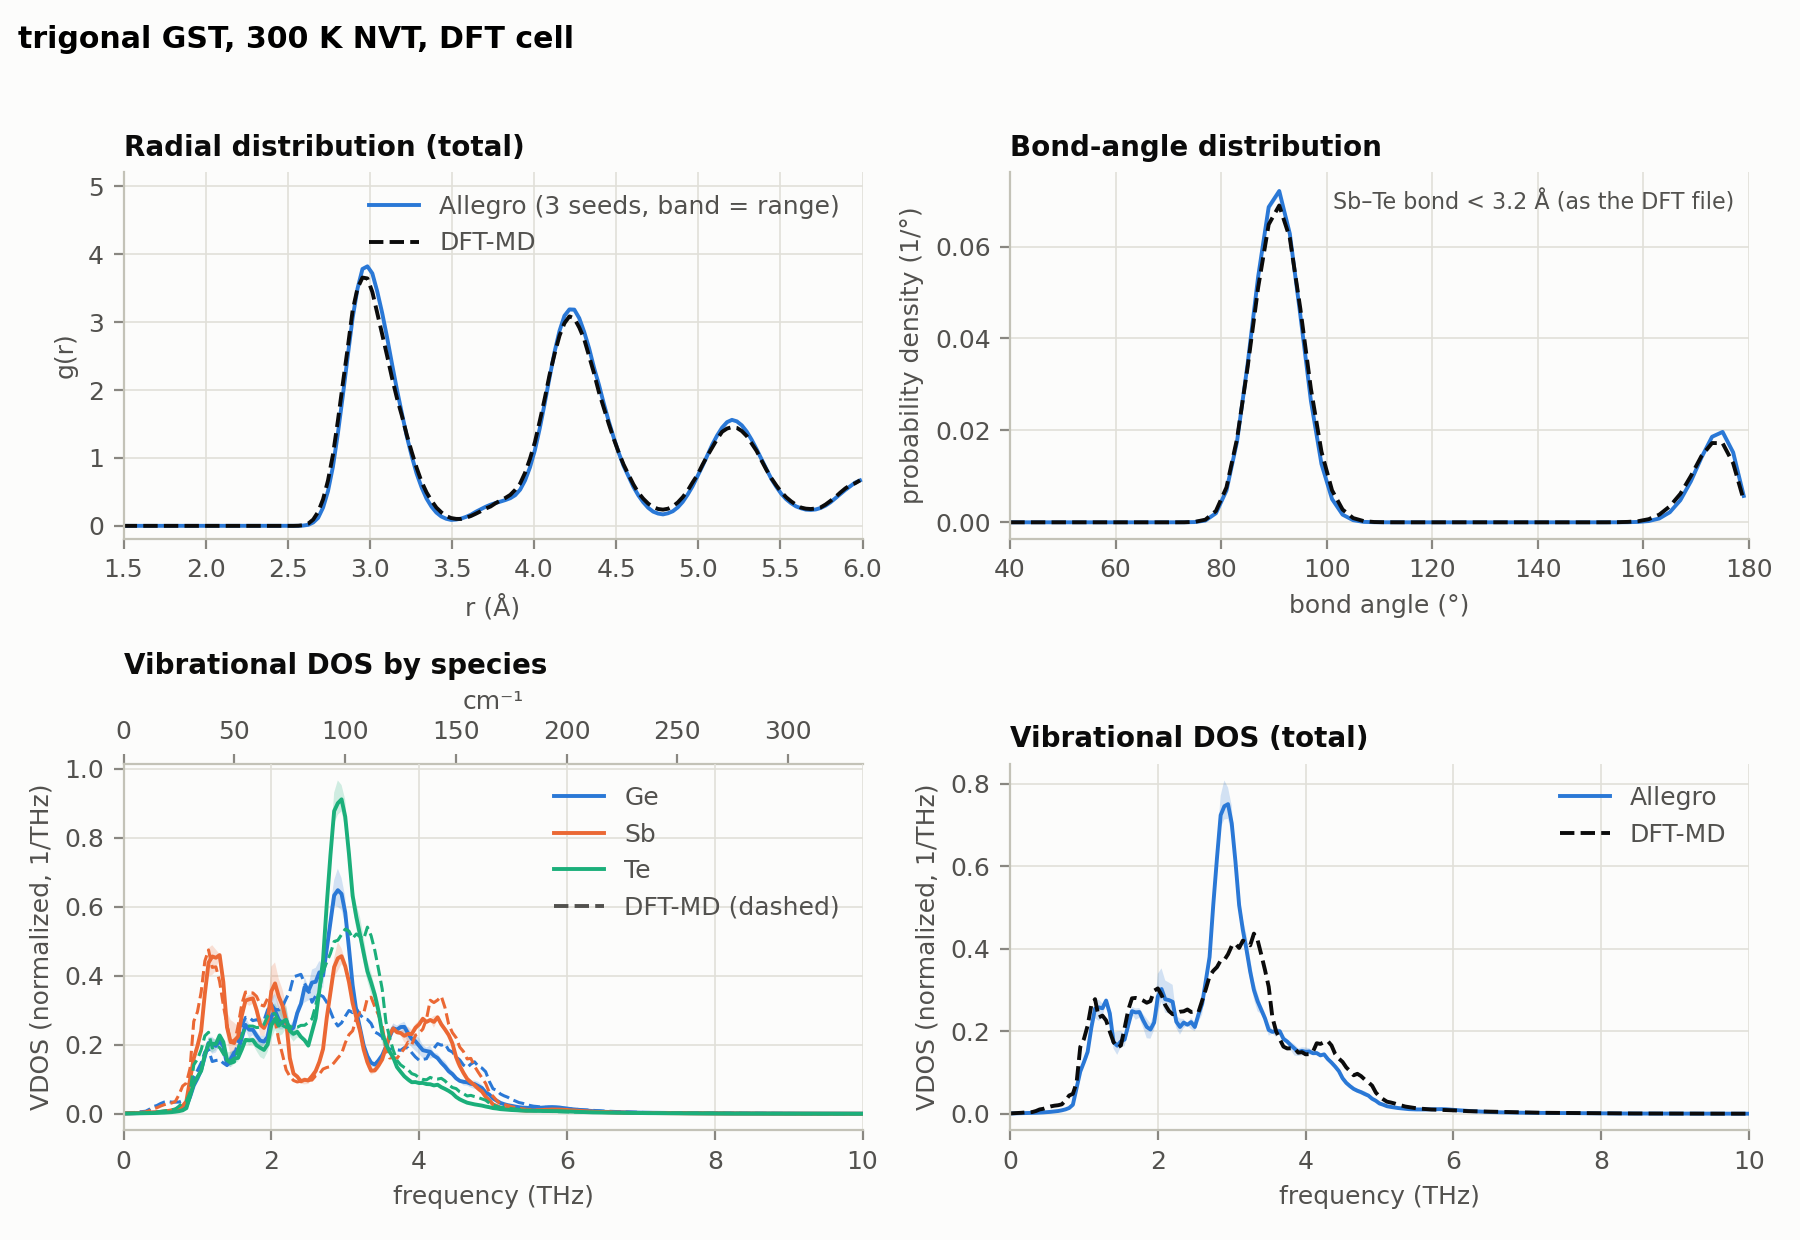 trigonal GST, 300 K NVT, DFT cell
Radial distribution (total)
g(r)
5
4
3
2
1
0
Allegro (3 seeds, band = range)
DFT-MD
1.5 2.0 2.5 3.0 3.5 4.0 4.5 5.0 5.5 6.0
r (Å)
Bond-angle distribution
probability density (1/°)
0.06
0.04
0.02
0.00
Sb–Te bond < 3.2 Å (as the DFT file)
40 60 80 100 120 140 160 180
bond angle (°)
Vibrational DOS by species
cm⁻¹
0 50 100 150 200 250 300
VDOS (normalized, 1/THz)
1.0
0.8
0.6
0.4
0.2
0.0
Ge
Sb
Te
DFT-MD (dashed)
0 2 4 6 8 10
frequency (THz)
Vibrational DOS (total)
VDOS (normalized, 1/THz)
0.8
0.6
0.4
0.2
0.0
Allegro
DFT-MD
0 2 4 6 8 10
frequency (THz)